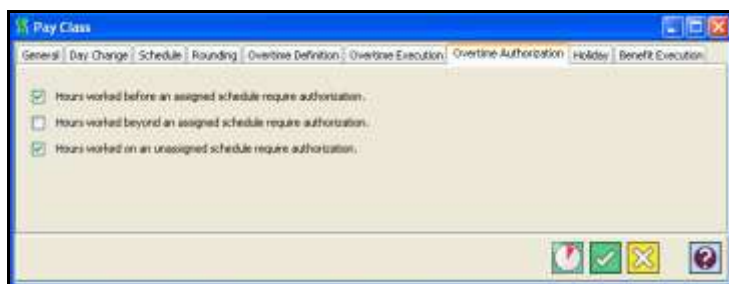 Pay Class
General Day Change Schedule Rounding Overtime Definition Overtime Execution Overtime Authorization Holiday Benefit Execution
Hours worked before an assigned schedule require authorization.
Hours worked beyond an assigned schedule require authorization.
Hours worked on an unassigned schedule require authorization.